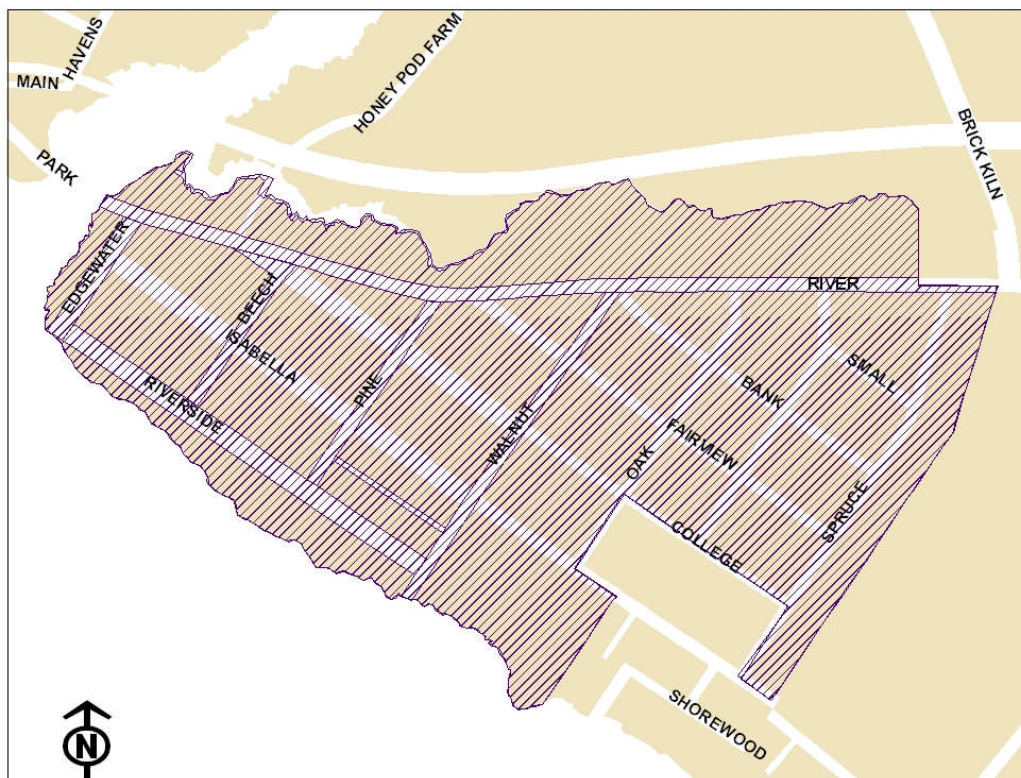 HAVENS
MAIN
HONEY POD FARM
BRICK KILN
PARK
EDGEWATER
BEECH
RIVER
ISABELLA
SMALL
BANK
RIVERSIDE
PINE
WALNUT
FAIRVIEW
OAK
SPRUCE
COLLEGE
SHOREWOOD
N